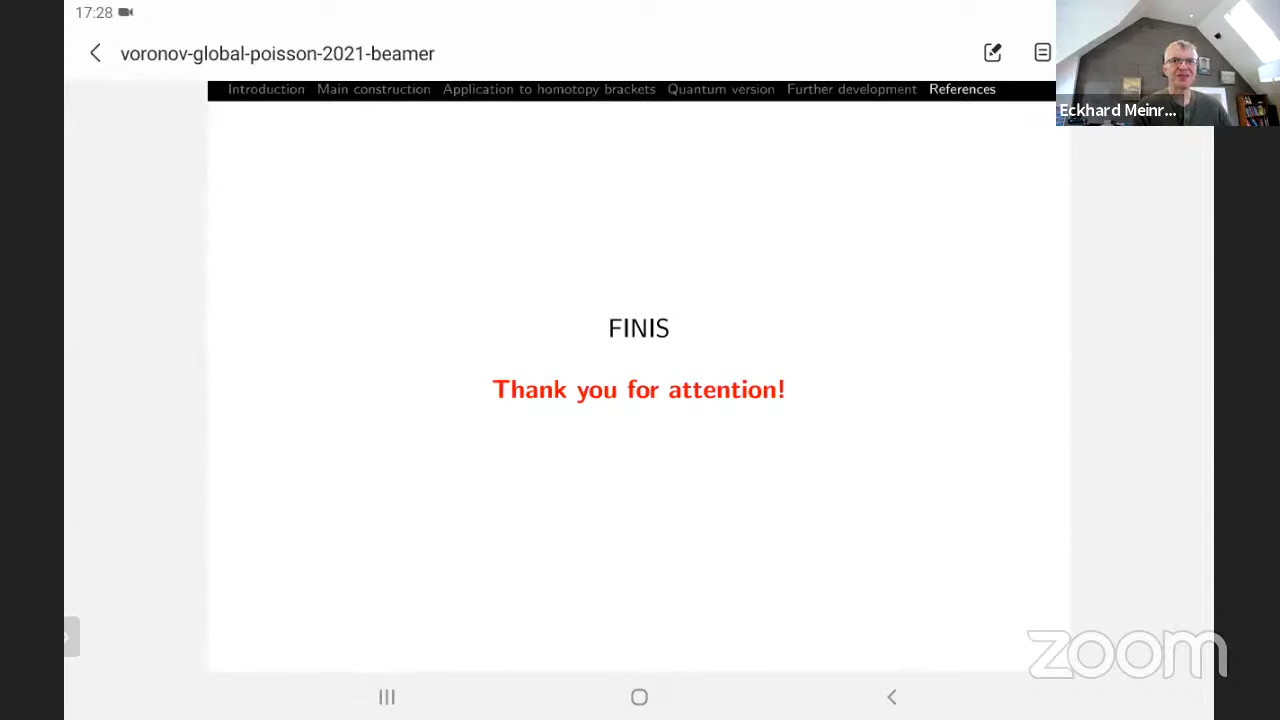 17:28
voronov-global-poisson-2021-beamer
Introduction Main construction Application to homotopy brackets Quantum version Further development References
Eckhard Meinr...
FINIS
Thank you for attention!
zoom